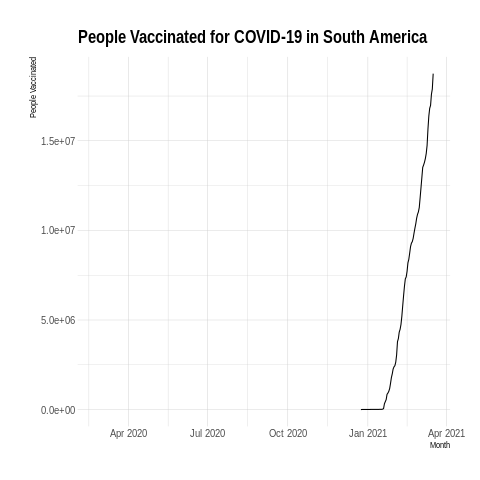 People Vaccinated for COVID-19 in South America
People Vaccinated
1.5e+07
1.0e+07
5.0e+06
0.0e+00
Apr 2020 Jul 2020 Oct 2020 Jan 2021 Apr 2021
Month